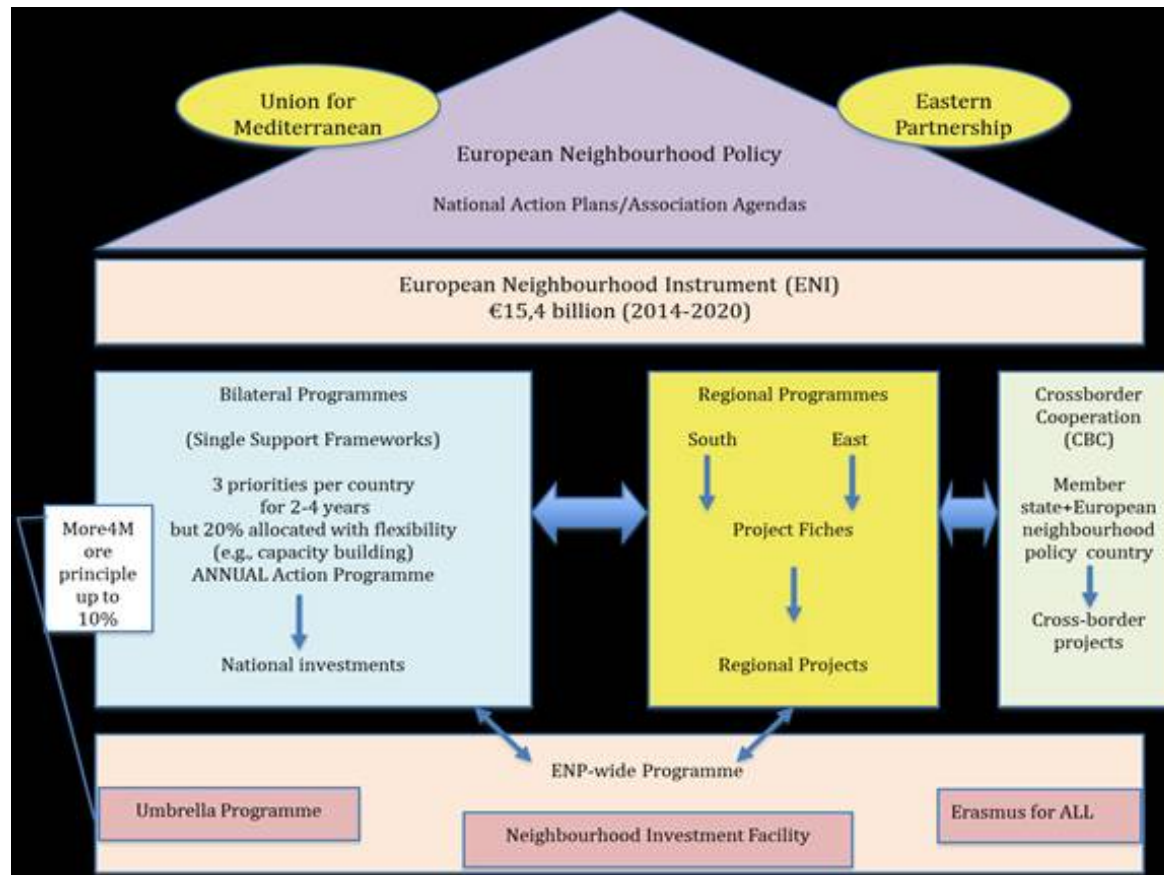 Union for
Mediterranean
Eastern
Partnership
European Neighbourhood Policy
National Action Plans/Association Agendas
European Neighbourhood Instrument (ENI)
€15,4 billion (2014-2020)
Bilateral Programmes
(Single Support Frameworks)
3 priorities per country
for 2-4 years
but 20% allocated with flexibility
(e.g., capacity building)
ANNUAL Action Programme
National investments
More4M
ore
principle
up to
10%
Regional Programmes
South
East
Project Fiches
Regional Projects
Crossborder
Cooperation
(CBC)
Member
state+European
neighbourhood
policy country
Cross-border
projects
ENP-wide Programme
Umbrella Programme
Neighbourhood Investment Facility
Erasmus for ALL